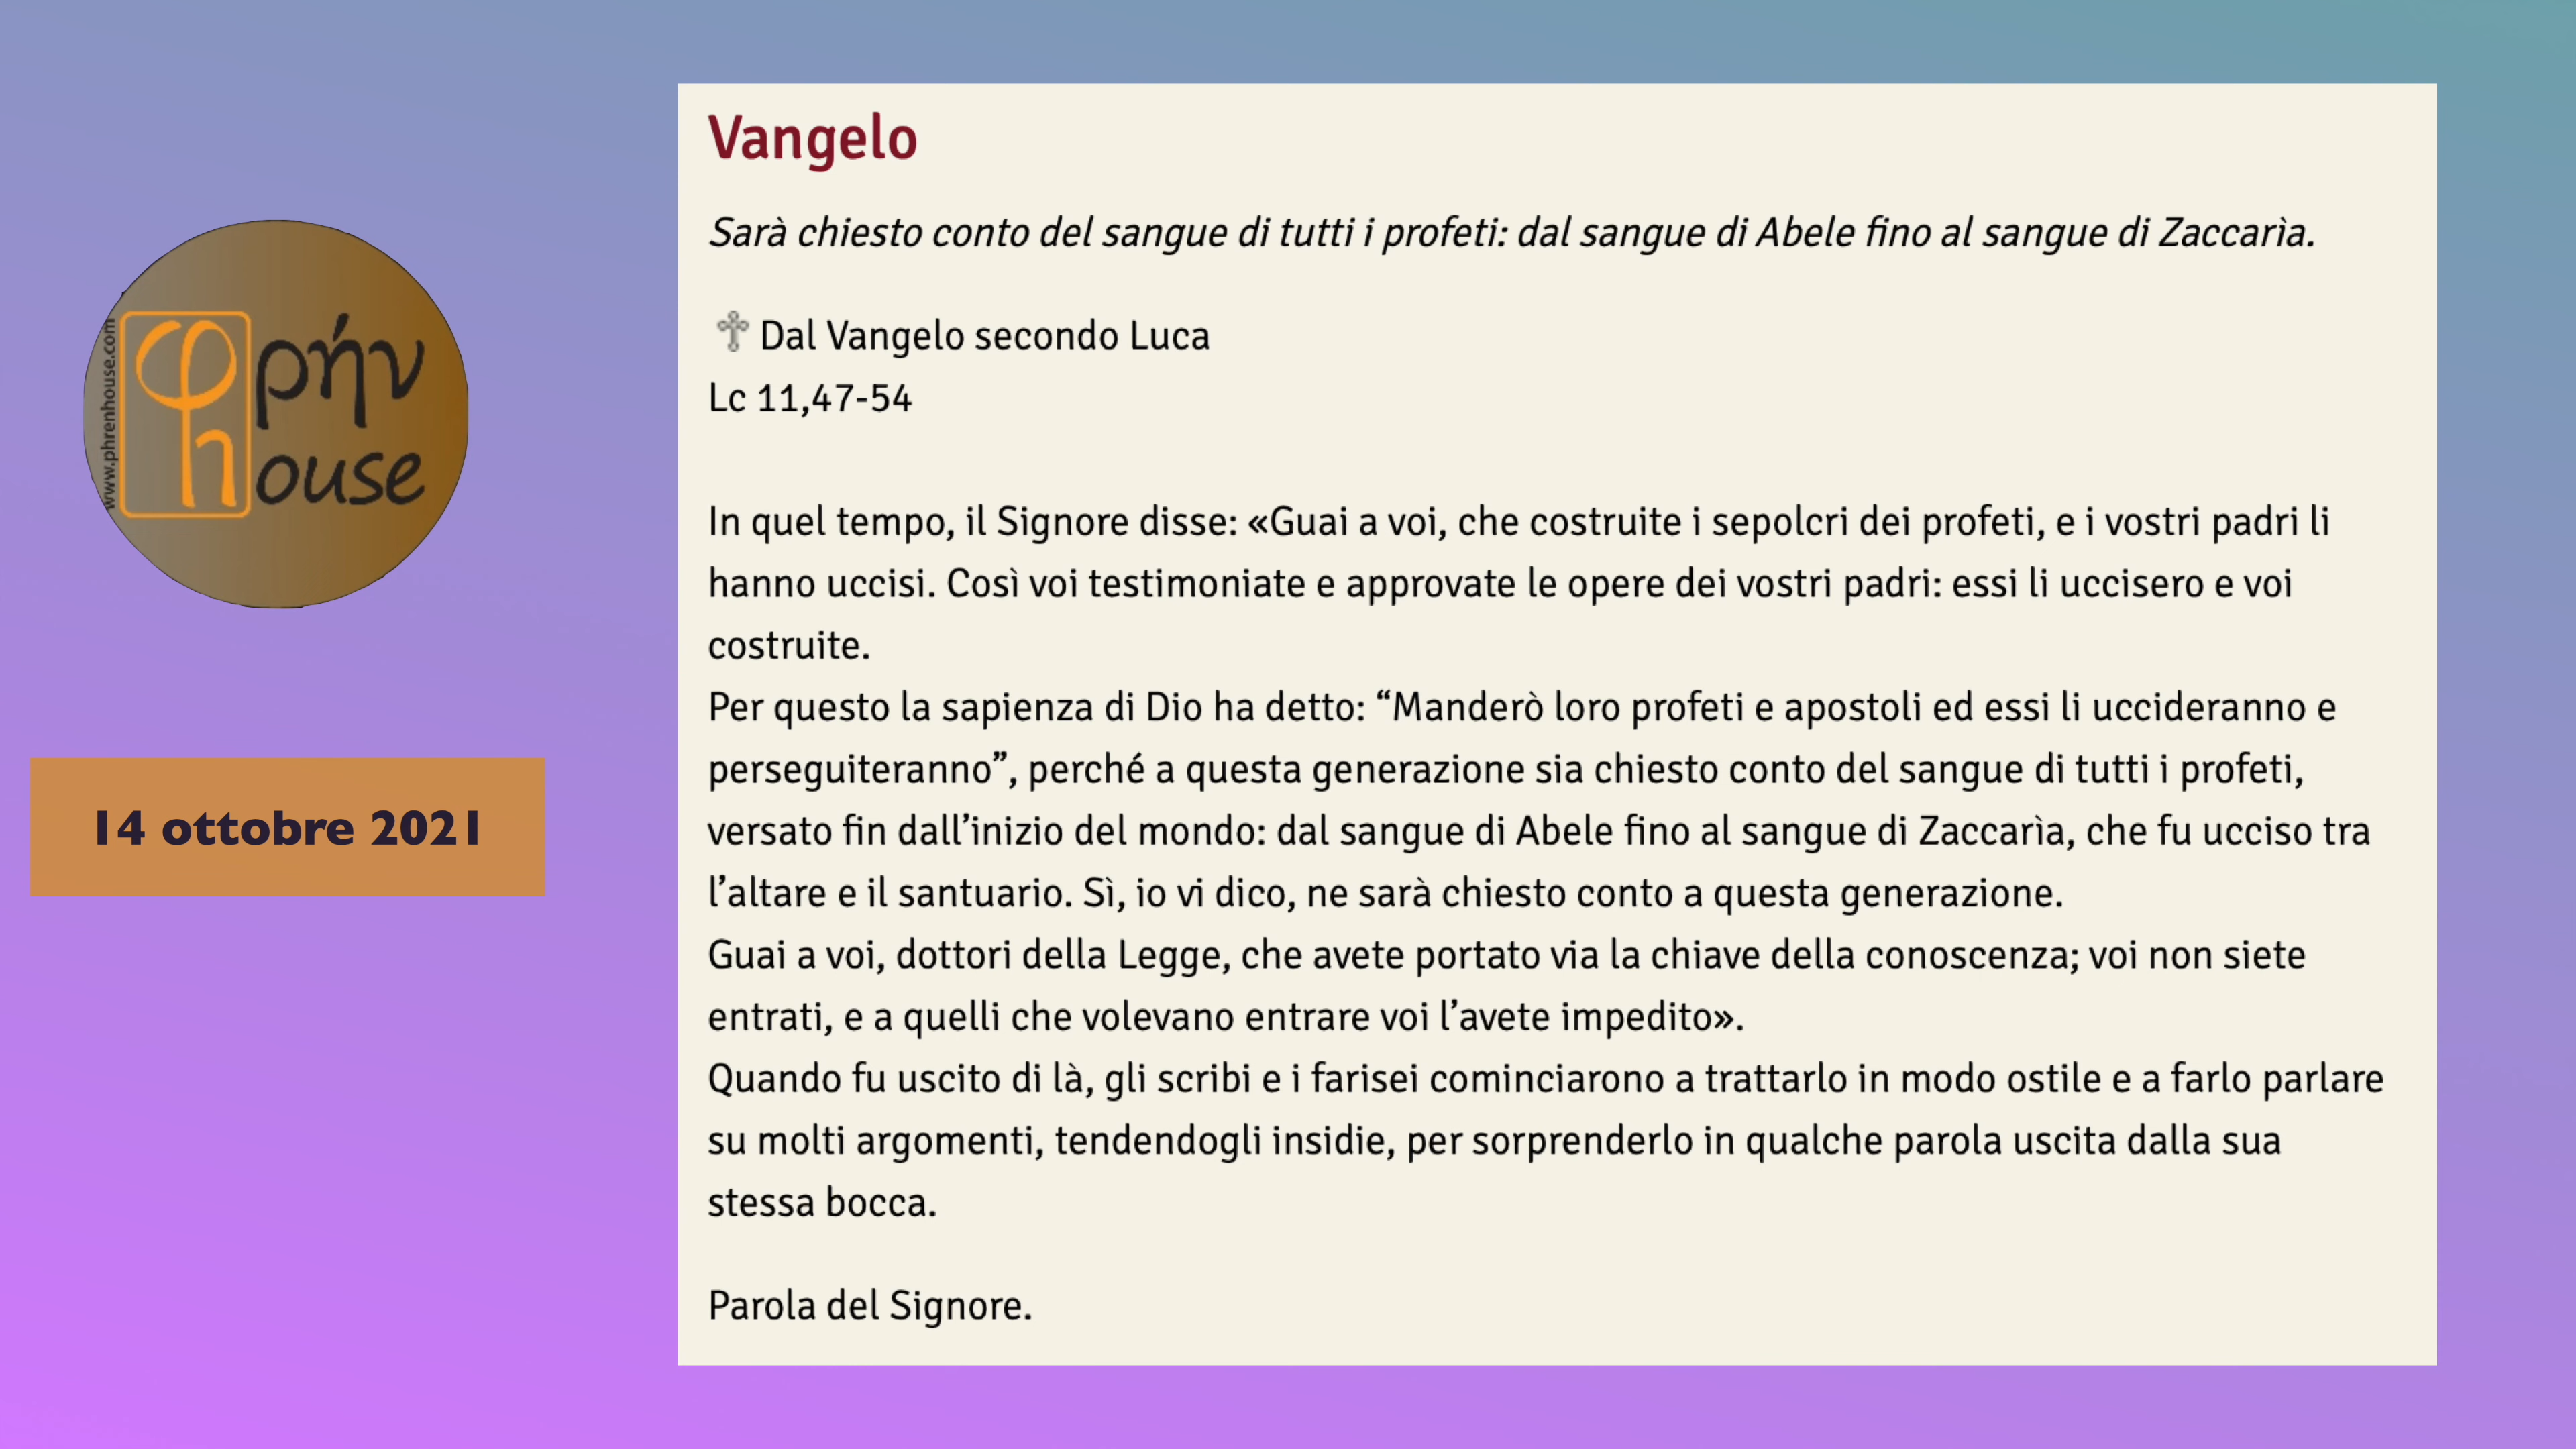 www.phrenhouse.com
φρήν
house
14 ottobre 2021
Vangelo
Sarà chiesto conto del sangue di tutti i profeti: dal sangue di Abele fino al sangue di Zaccarìa.
Dal Vangelo secondo Luca
Lc 11,47-54
In quel tempo, il Signore disse: «Guai a voi, che costruite i sepolcri dei profeti, e i vostri padri li
hanno uccisi. Così voi testimoniate e approvate le opere dei vostri padri: essi li uccisero e voi
costruite.
Per questo la sapienza di Dio ha detto: “Manderò loro profeti e apostoli ed essi li uccideranno e
perseguiteranno”, perché a questa generazione sia chiesto conto del sangue di tutti i profeti,
versato fin dall’inizio del mondo: dal sangue di Abele fino al sangue di Zaccarìa, che fu ucciso tra
l’altare e il santuario. Sì, io vi dico, ne sarà chiesto conto a questa generazione.
Guai a voi, dottori della Legge, che avete portato via la chiave della conoscenza; voi non siete
entrati, e a quelli che volevano entrare voi l’avete impedito».
Quando fu uscito di là, gli scribi e i farisei cominciarono a trattarlo in modo ostile e a farlo parlare
su molti argomenti, tendendogli insidie, per sorprenderlo in qualche parola uscita dalla sua
stessa bocca.
Parola del Signore.